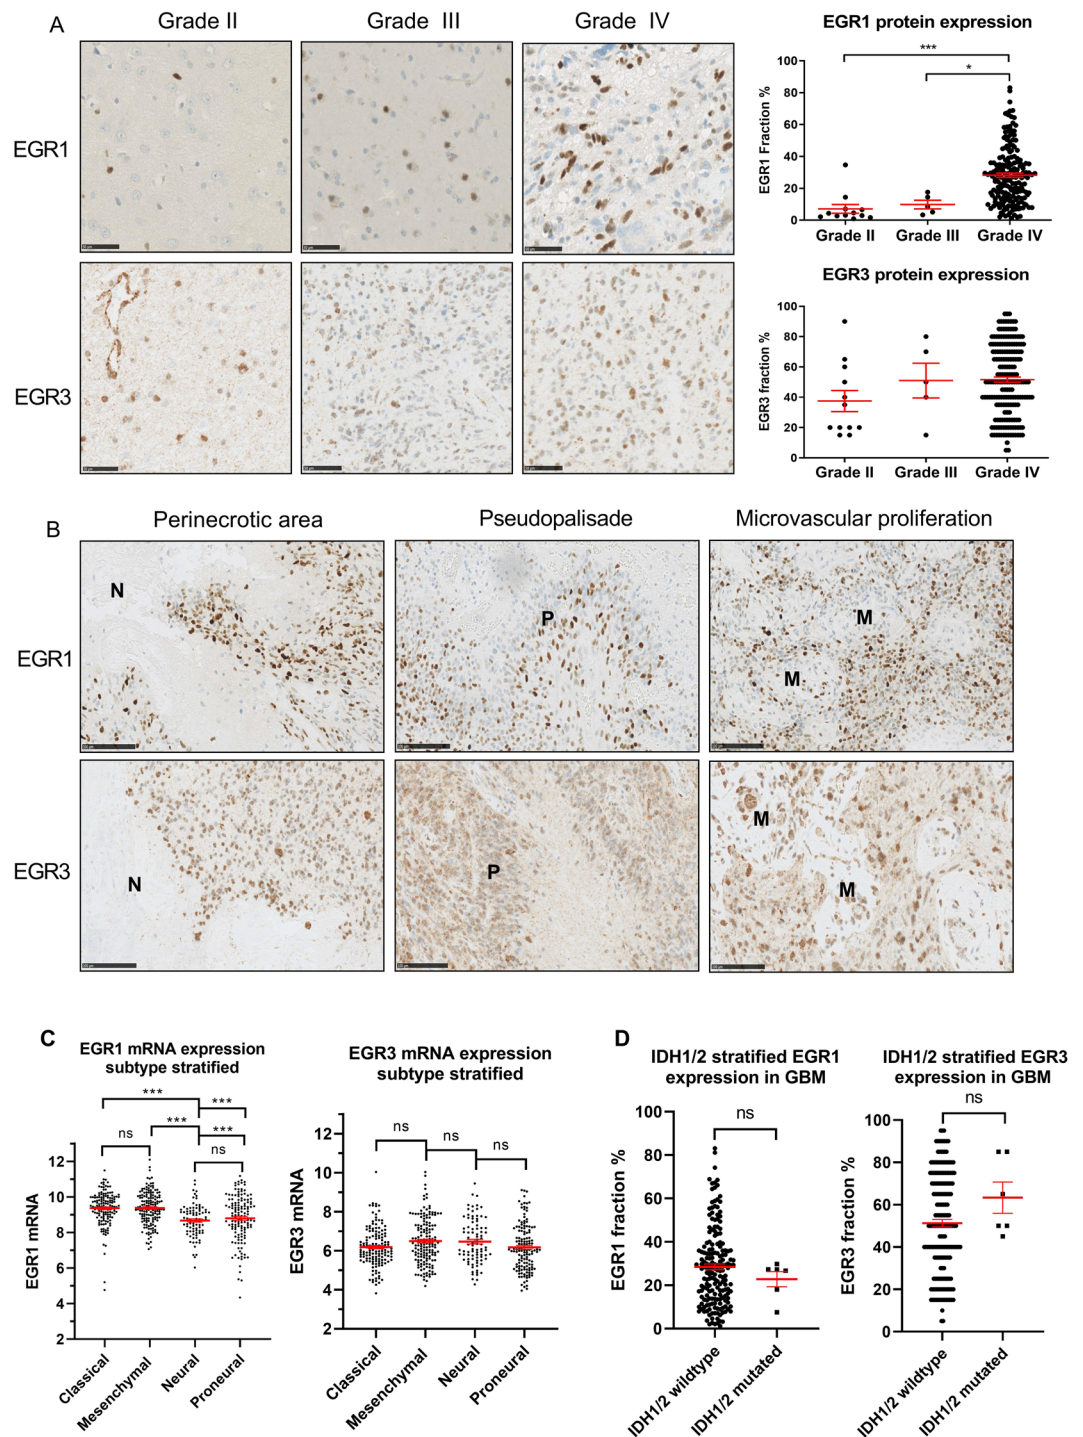 A
Grade II
Grade III
Grade IV
EGR1
EGR3
EGR1 protein expression
***
*
EGR1 Fraction %
100
80
60
40
20
0
Grade II
Grade III
Grade IV
EGR3 protein expression
EGR3 fraction %
100
80
60
40
20
0
Grade II
Grade III
Grade IV
B
Perinecrotic area
Pseudopalisade
Microvascular proliferation
EGR1
N
P
M
M
EGR3
N
P
M
M
C
EGR1 mRNA expression
subtype stratified
***
***
***
***
ns
ns
EGR1 mRNA
12
10
8
6
4
2
Classical
Mesenchymal
Neural
Proneural
EGR3 mRNA expression
subtype stratified
ns
ns
ns
EGR3 mRNA
12
10
8
6
4
2
Classical
Mesenchymal
Neural
Proneural
D
IDH1/2 stratified EGR1
expression in GBM
ns
EGR1 fraction %
100
80
60
40
20
0
IDH1/2 wildtype
IDH1/2 mutated
IDH1/2 stratified EGR3
expression in GBM
ns
EGR3 fraction %
100
80
60
40
20
0
IDH1/2 wildtype
IDH1/2 mutated